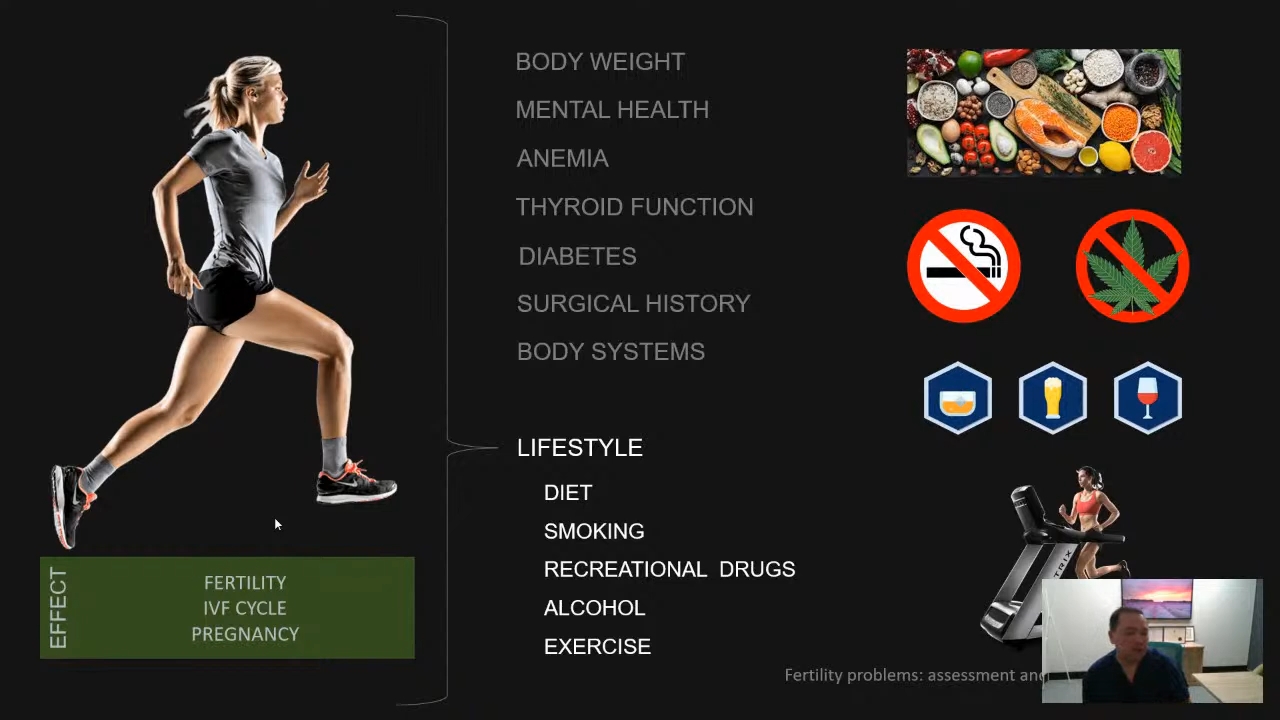 BODY WEIGHT
MENTAL HEALTH
ANEMIA
THYROID FUNCTION
DIABETES
SURGICAL HISTORY
BODY SYSTEMS
LIFESTYLE
DIET
SMOKING
RECREATIONAL DRUGS
ALCOHOL
EXERCISE
EFFECT
FERTILITY
IVF CYCLE
PREGNANCY
Fertility problems: assessment and